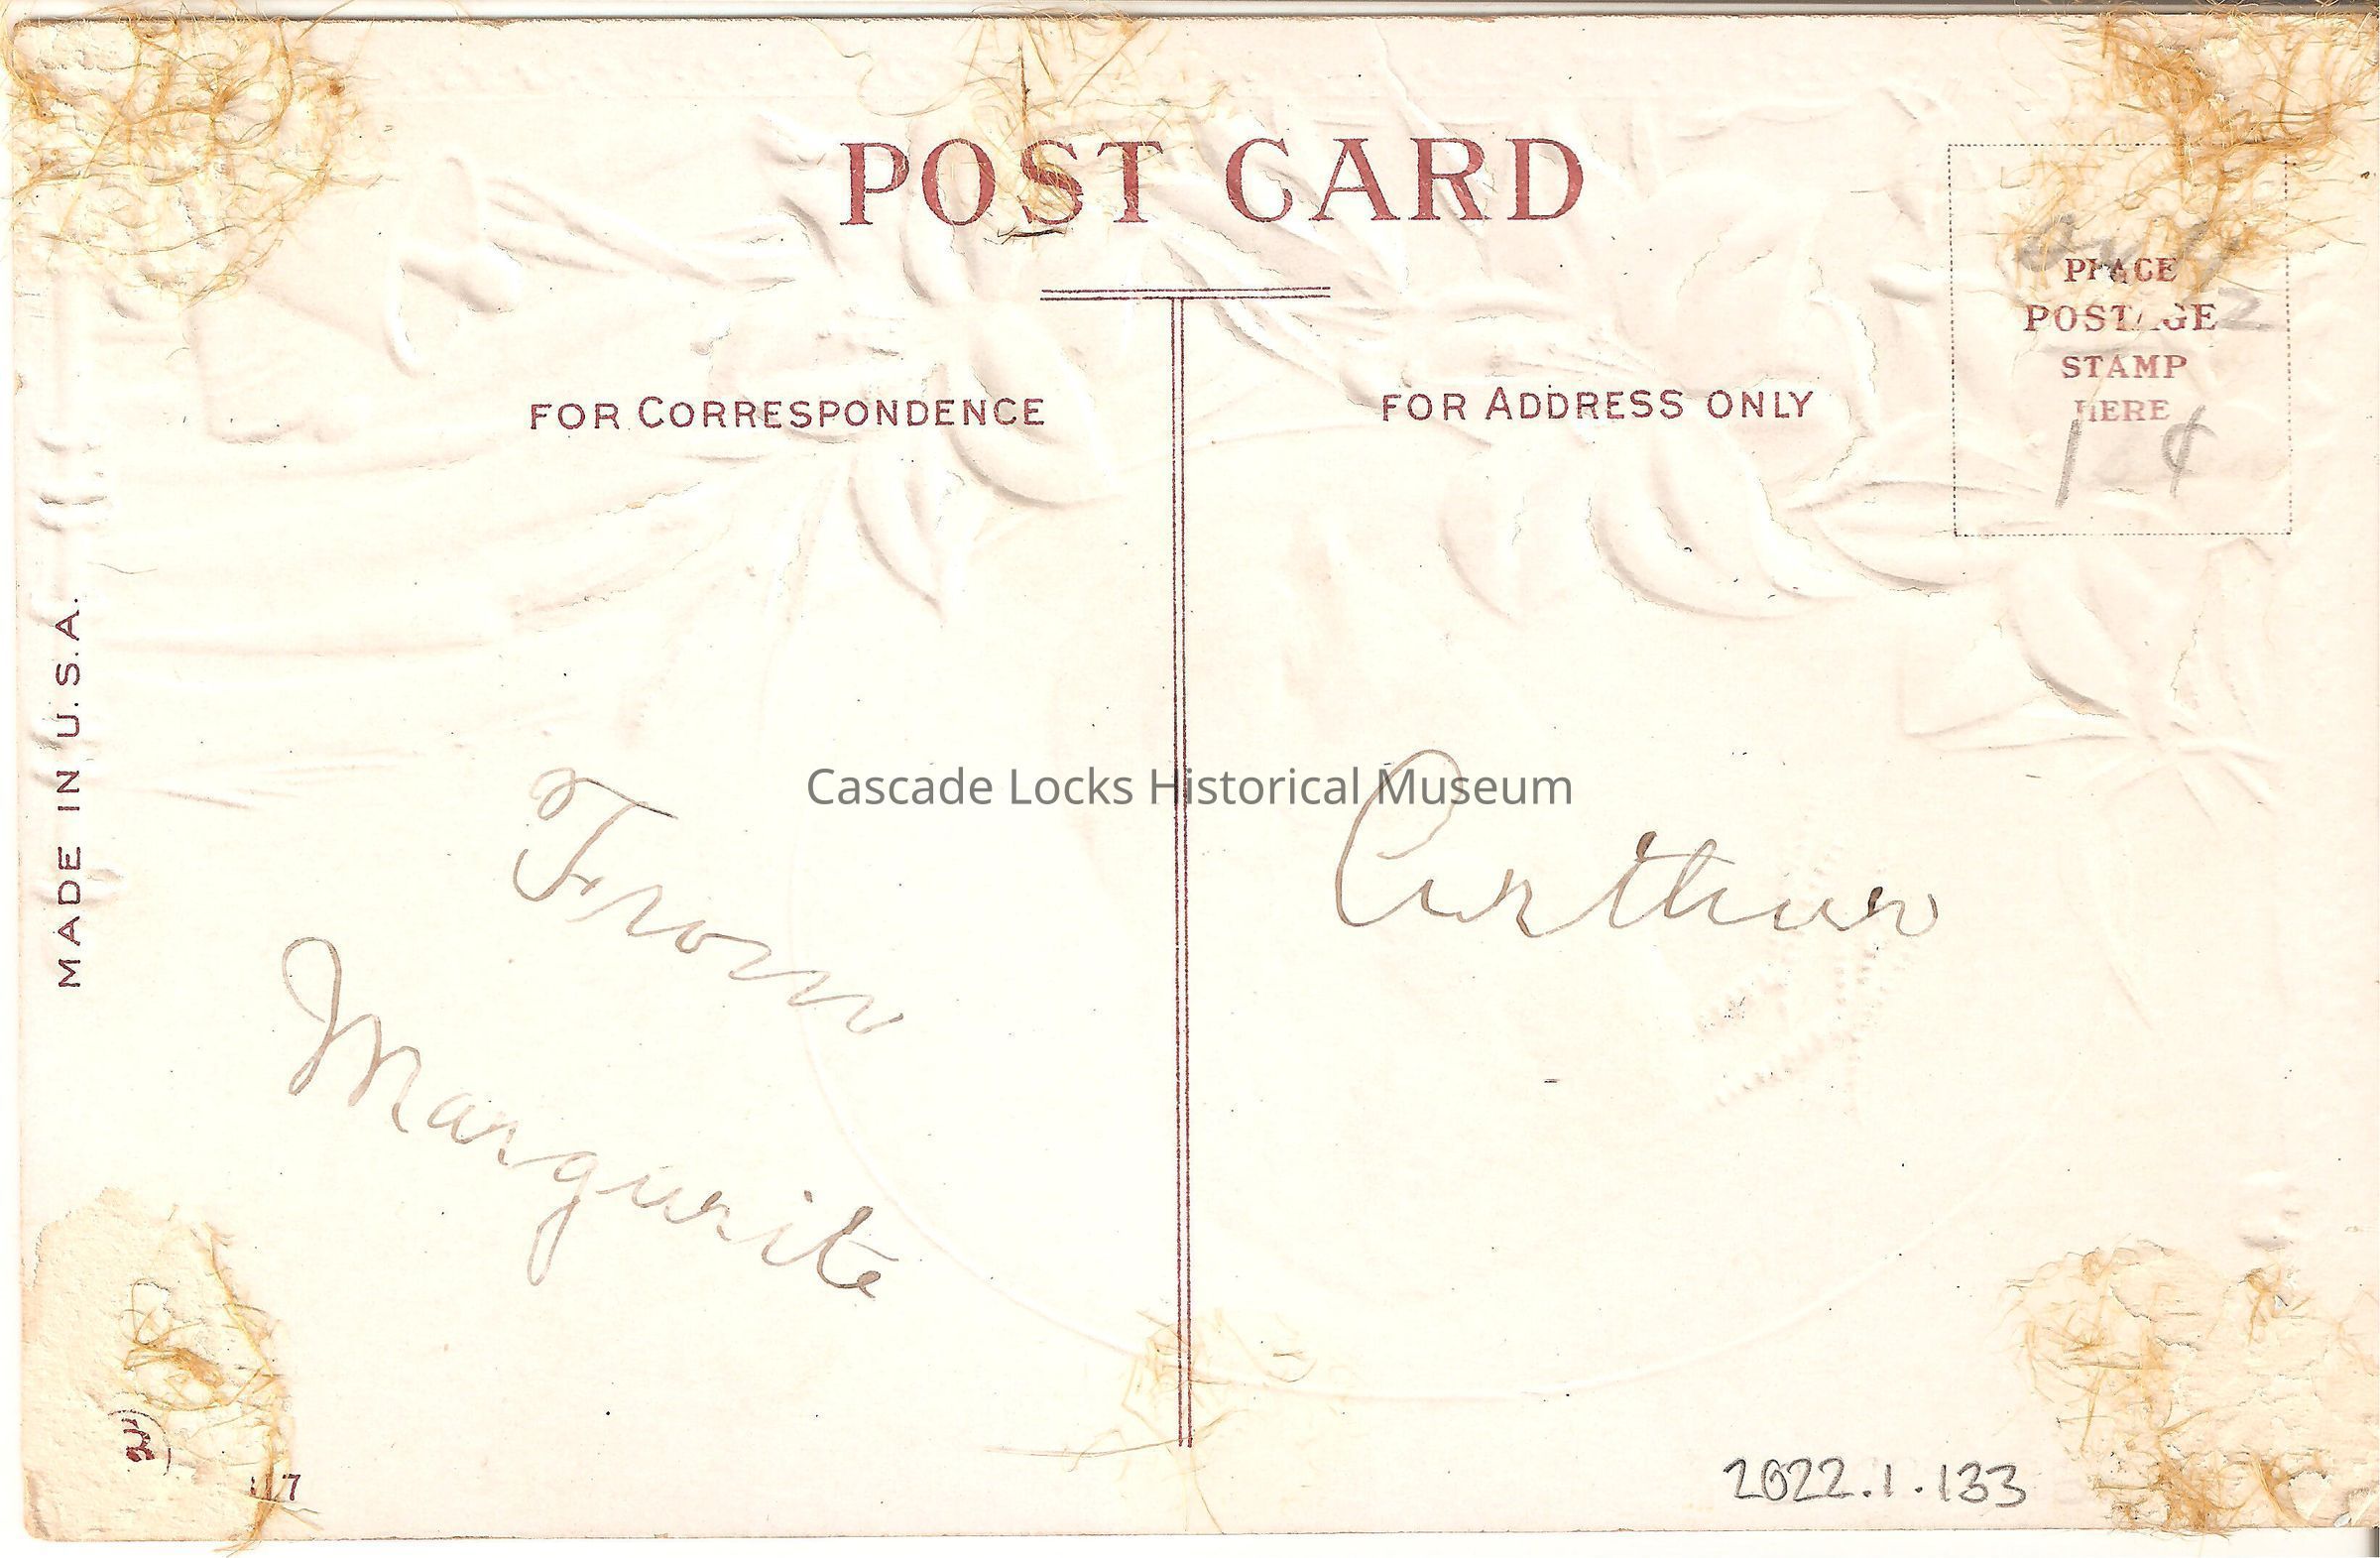 POST CARD
FOR CORRESPONDENCE
FOR ADDRESS ONLY
PLACE
POSTAGE
STAMP
HERE
1 ¢
MADE IN U.S.A.
Cascade Locks Historical Museum
From
Margurite
Arthur
117
2022.1.133